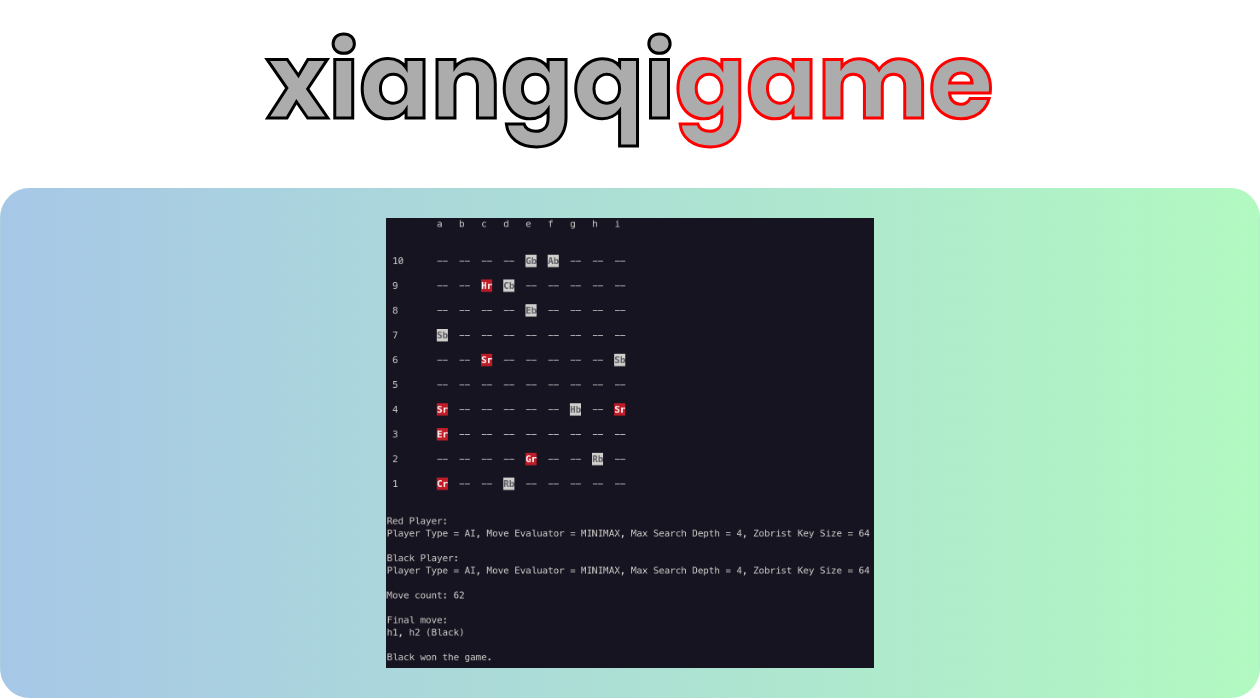 xiangqigame
a b c d e f g h i
10 —— —— —— —— Gb Ab —— —— ——
9 —— —— Hr Cb —— —— —— —— ——
8 —— —— —— —— Eb —— —— —— ——
7 Sb —— —— —— —— —— —— —— ——
6 —— —— Sr —— —— —— —— —— Sb
5 —— —— —— —— —— —— —— —— ——
4 Sr —— —— —— —— —— Hb —— Sr
3 Er —— —— —— —— —— —— —— ——
2 —— —— —— —— Gr —— —— Rb ——
1 Cr —— —— Rb —— —— —— —— ——
Red Player:
Player Type = AI, Move Evaluator = MINIMAX, Max Search Depth = 4, Zobrist Key Size = 64
Black Player:
Player Type = AI, Move Evaluator = MINIMAX, Max Search Depth = 4, Zobrist Key Size = 64
Move count: 62
Final move:
h1, h2 (Black)
Black won the game.